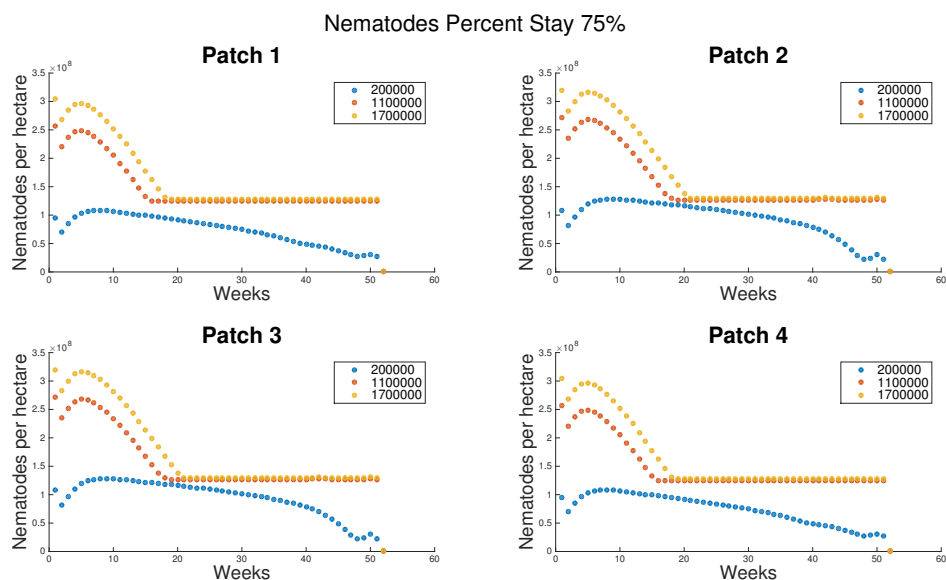 Nematodes Percent Stay 75%
Patch 1
×10⁸
3.5
3
2.5
2
1.5
1
0.5
0
Nematodes per hectare
200000
1100000
1700000
0 10 20 30 40 50 60
Weeks
Patch 2
×10⁸
3.5
3
2.5
2
1.5
1
0.5
0
Nematodes per hectare
200000
1100000
1700000
0 10 20 30 40 50 60
Weeks
Patch 3
×10⁸
3.5
3
2.5
2
1.5
1
0.5
0
Nematodes per hectare
200000
1100000
1700000
0 10 20 30 40 50 60
Weeks
Patch 4
×10⁸
3.5
3
2.5
2
1.5
1
0.5
0
Nematodes per hectare
200000
1100000
1700000
0 10 20 30 40 50 60
Weeks